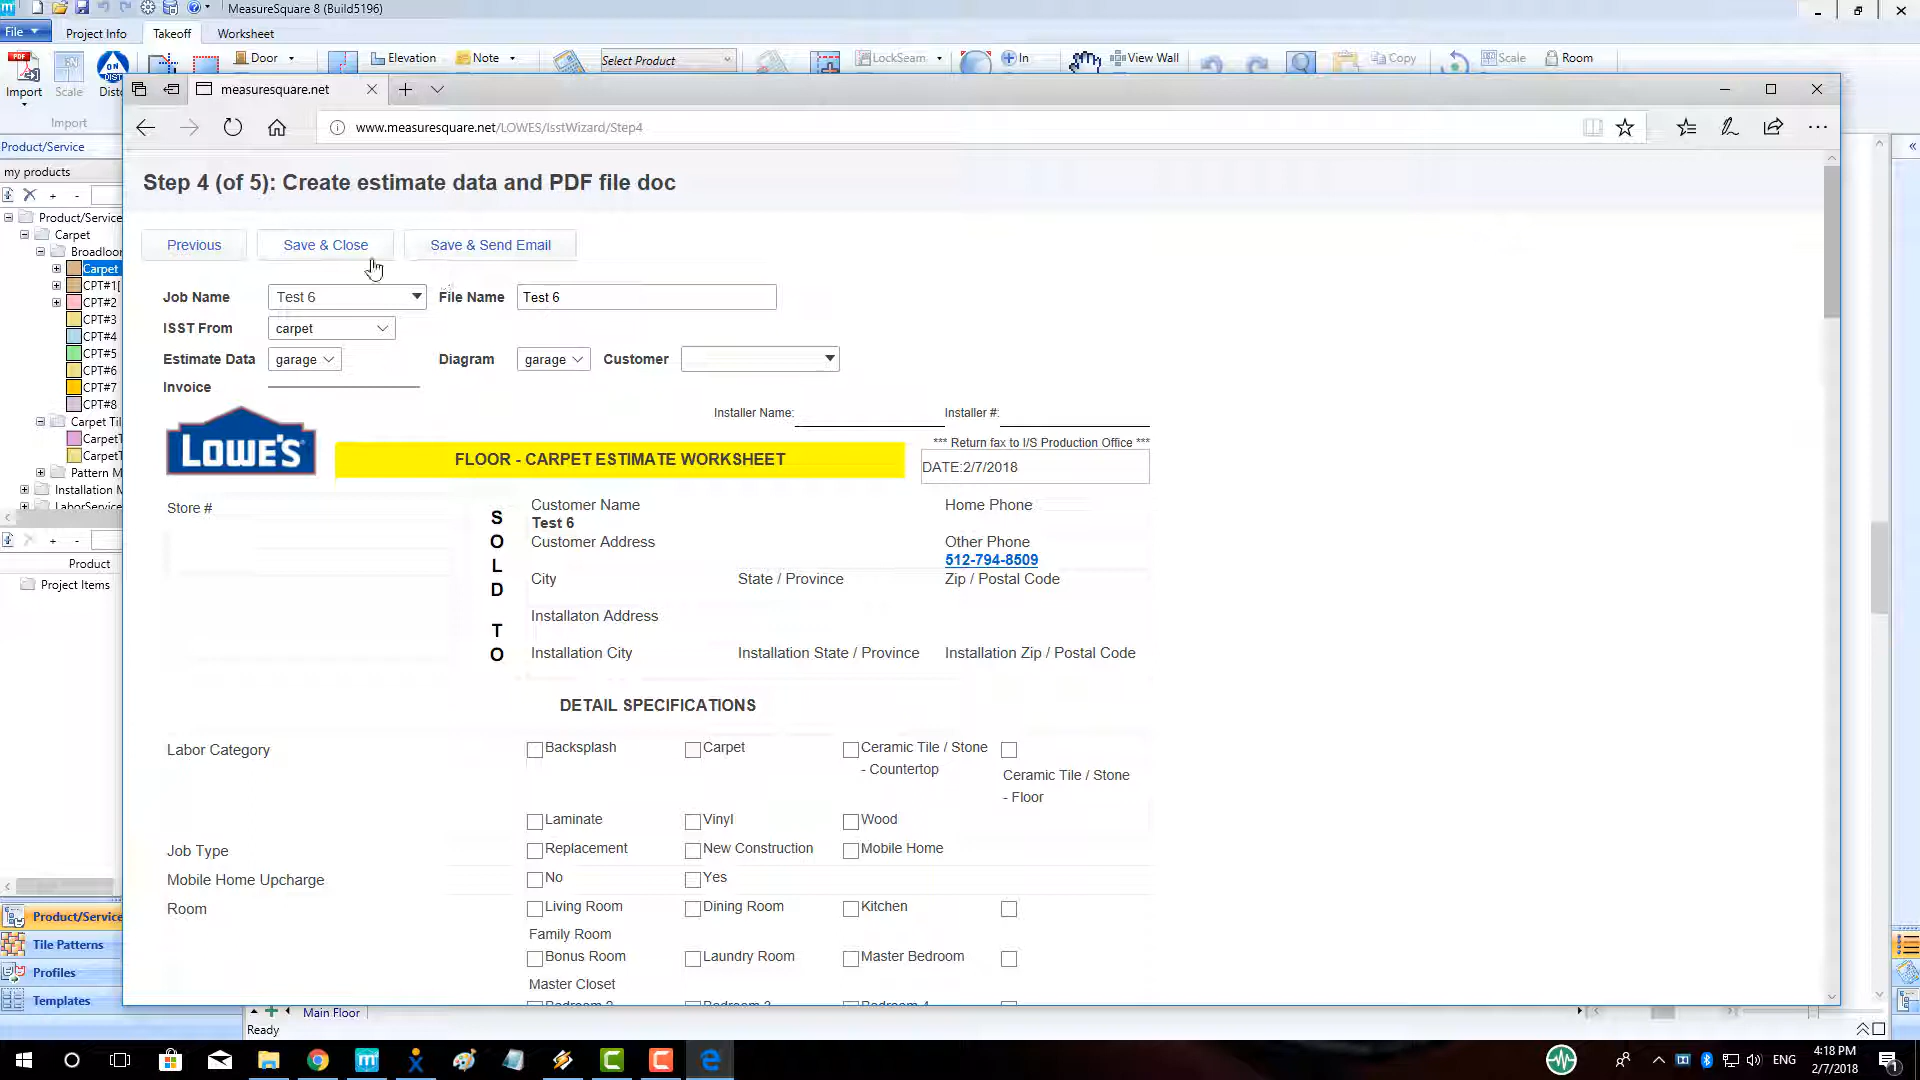 MeasureSquare 8 (Build5196)
File
Project Info
Takeoff
Worksheet
Import
Scale
Door
Elevation
Note
Select Product
LockSeam
In
View Wall
Copy
Scale
Room
Import
measuresquare.net
www.measuresquare.net/LOWES/IsstWizard/Step4
Product/Service
my products
Product/Service
Carpet
Carpet
CPT#1[
CPT#2
CPT#3
CPT#4
CPT#5
CPT#6
CPT#7
CPT#8
Carpet Til
CarpetT
CarpetT
Pattern M
Installation M
LaborService
Product
Project Items
Product/Service
Tile Patterns
Profiles
Templates
Step 4 (of 5): Create estimate data and PDF file doc
Previous
Save & Close
Save & Send Email
Job Name
Test 6
File Name
Test 6
ISST From
carpet
Estimate Data
garage
Diagram
garage
Customer
Invoice
Installer Name:
Installer #:
*** Return fax to I/S Production Office ***
LOWE'S
FLOOR - CARPET ESTIMATE WORKSHEET
DATE:2/7/2018
Store #
SOLD TO
Customer Name
Home Phone
Test 6
Customer Address
Other Phone
512-794-8509
City
State / Province
Zip / Postal Code
Installaton Address
Installation City
Installation State / Province
Installation Zip / Postal Code
DETAIL SPECIFICATIONS
Labor Category
Backsplash
Carpet
Ceramic Tile / Stone
- Countertop
Ceramic Tile / Stone
- Floor
Laminate
Vinyl
Wood
Job Type
Replacement
New Construction
Mobile Home
Mobile Home Upcharge
No
Yes
Room
Living Room
Dining Room
Kitchen
Family Room
Bonus Room
Laundry Room
Master Bedroom
Master Closet
Main Floor
Ready
ENG
4:18 PM
2/7/2018